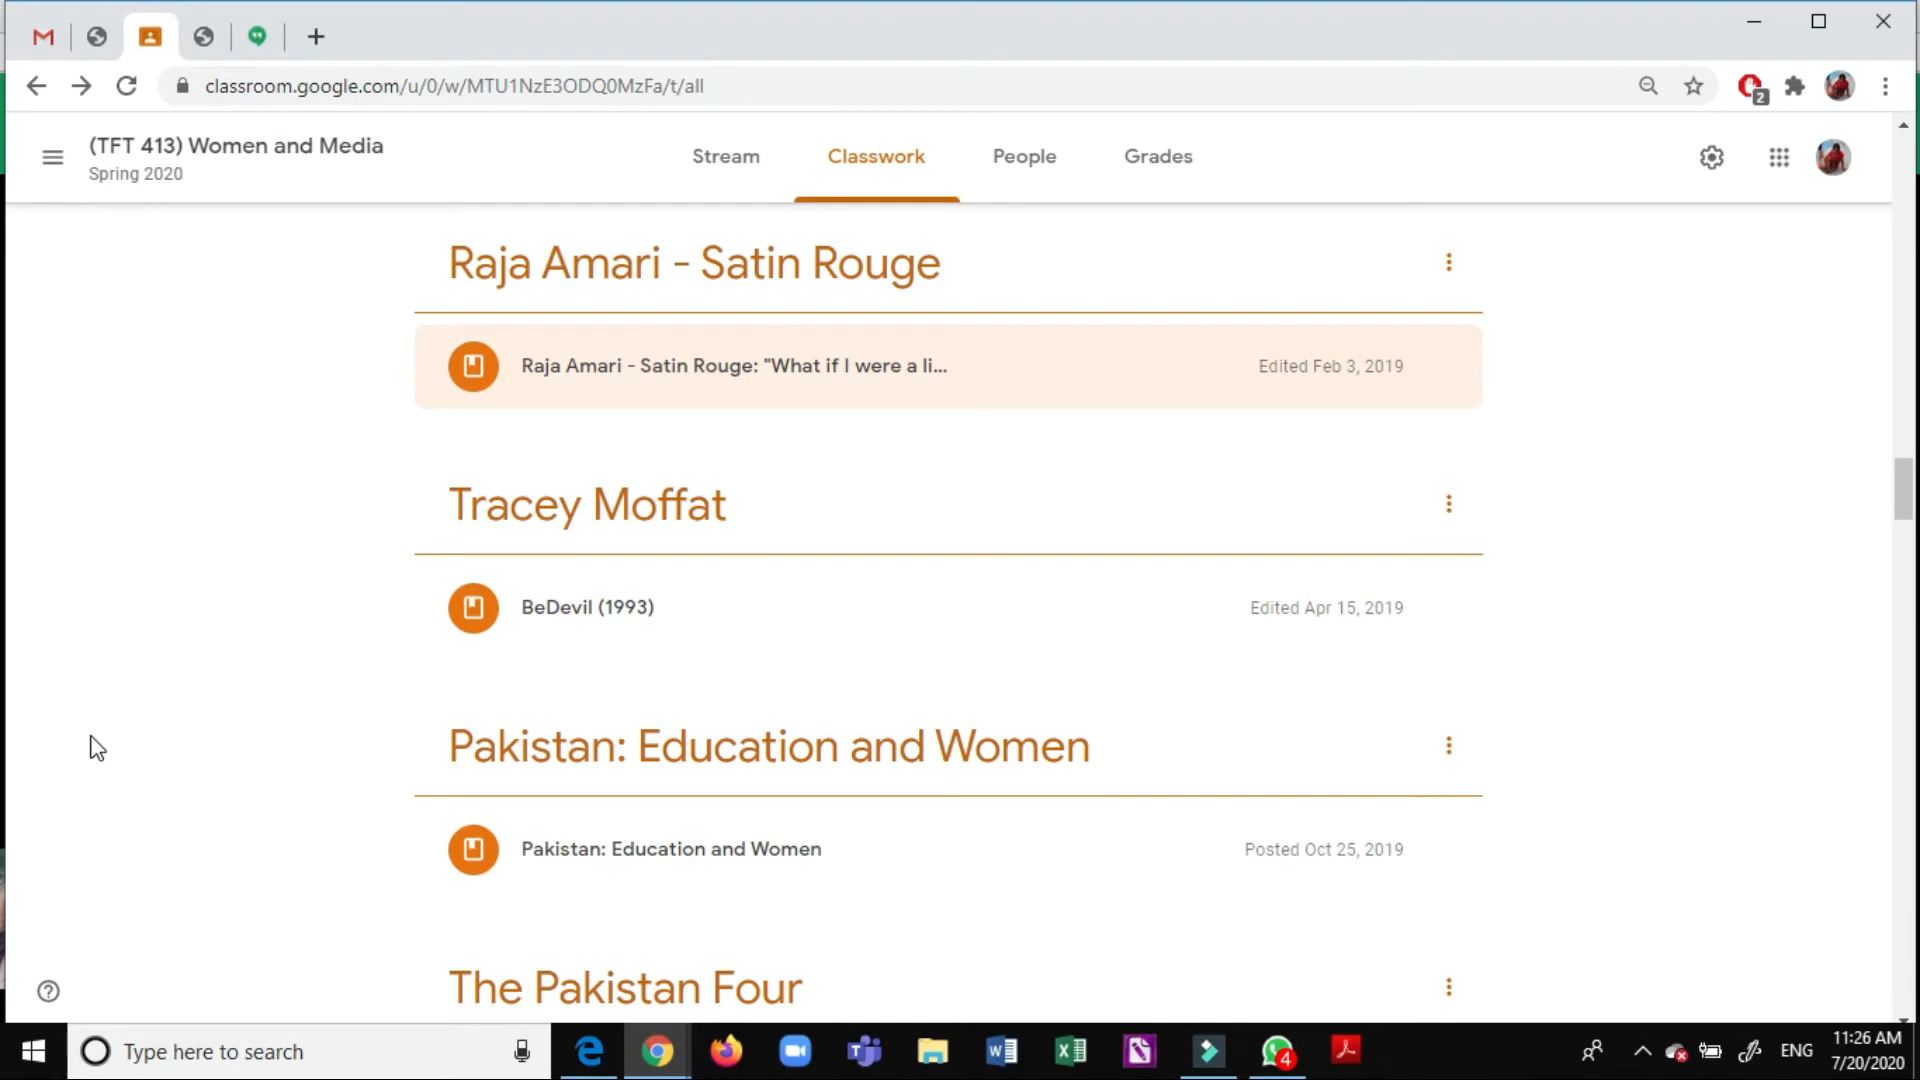 classroom.google.com/u/0/w/MTU1NzE3ODQ0MzFa/t/all
2
(TFT 413) Women and Media
Spring 2020
Stream
Classwork
People
Grades
Raja Amari - Satin Rouge
Raja Amari - Satin Rouge: "What if I were a li...
Edited Feb 3, 2019
Tracey Moffat
BeDevil (1993)
Edited Apr 15, 2019
Pakistan: Education and Women
Pakistan: Education and Women
Posted Oct 25, 2019
The Pakistan Four
Type here to search
4
ENG
11:26 AM
7/20/2020